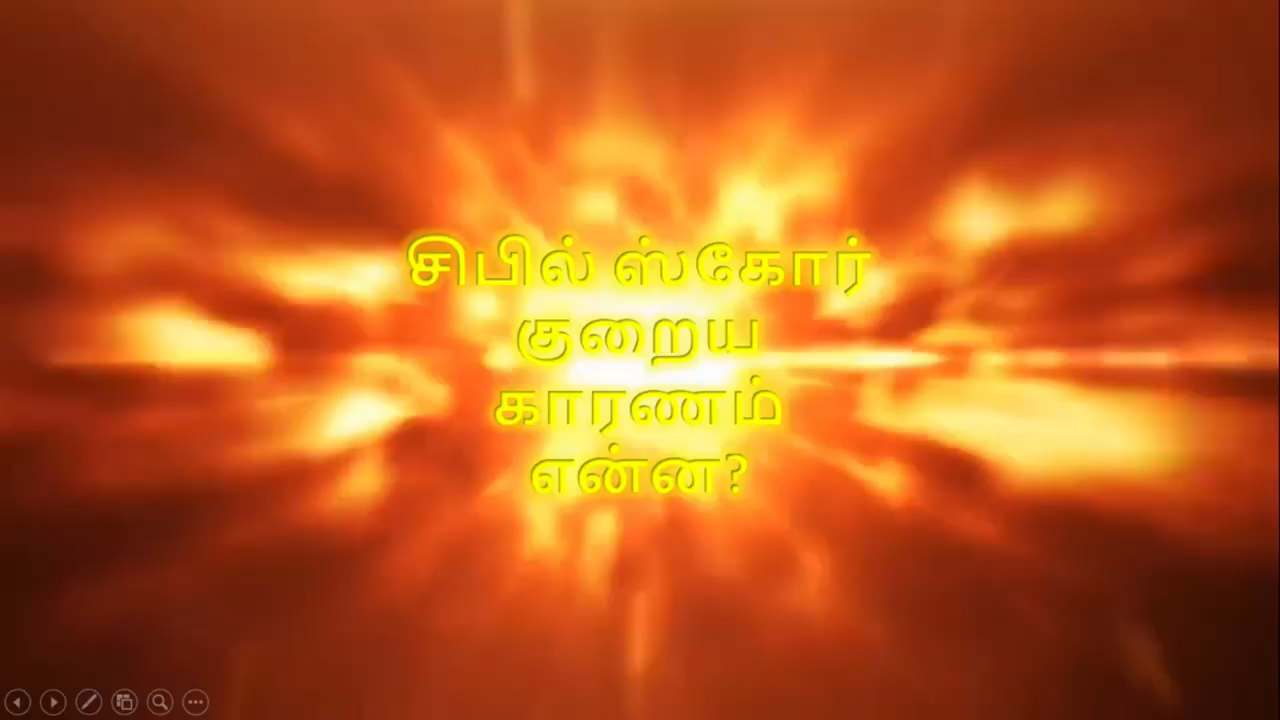 சிபில் ஸ்கோர்
குறைய
காரணம்
என்ன?